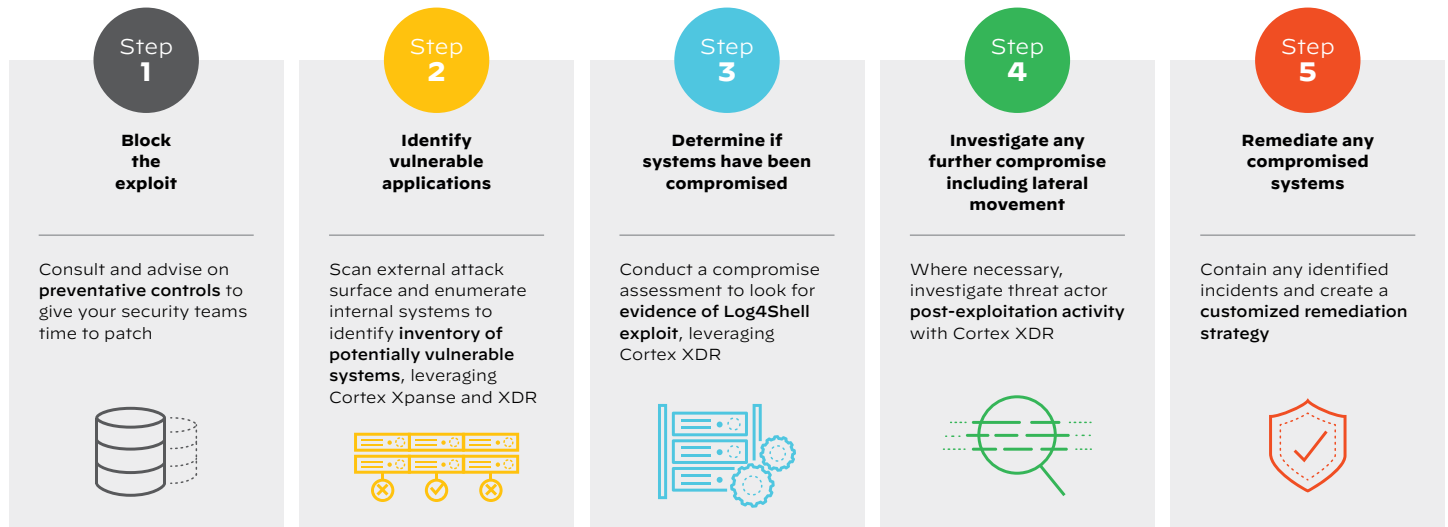 Step
1
Block
the
exploit
Consult and advise on
preventative controls to
give your security teams
time to patch
Step
2
Identify
vulnerable
applications
Scan external attack
surface and enumerate
internal systems to
identify inventory of
potentially vulnerable
systems, leveraging
Cortex Xpanse and XDR
Step
3
Determine if
systems have been
compromised
Conduct a compromise
assessment to look for
evidence of Log4Shell
exploit, leveraging
Cortex XDR
Step
4
Investigate any
further compromise
including lateral
movement
Where necessary,
investigate threat actor
post-exploitation activity
with Cortex XDR
Step
5
Remediate any
compromised
systems
Contain any identified
incidents and create a
customized remediation
strategy